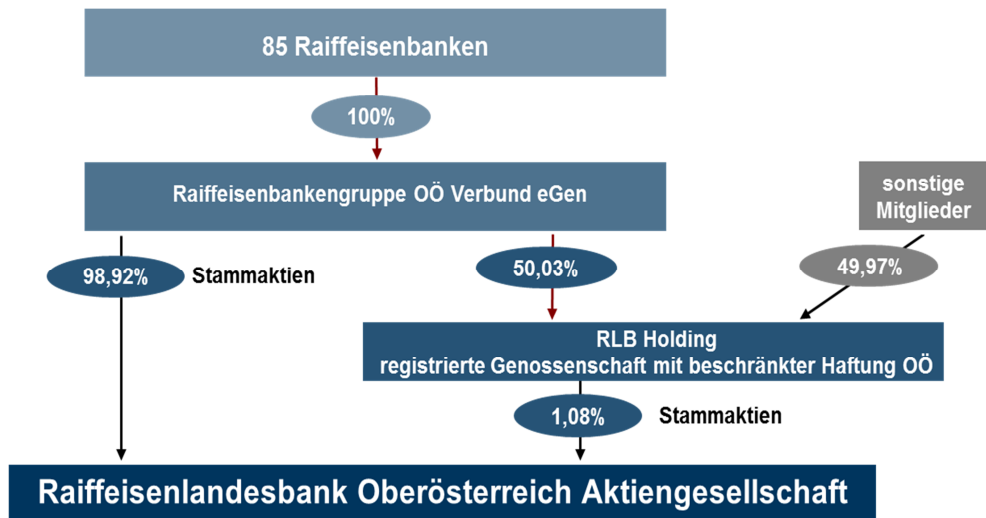 85 Raiffeisenbanken
100%
Raiffeisenbankengruppe OÖ Verbund eGen
sonstige
Mitglieder
98,92%
Stammaktien
50,03%
49,97%
RLB Holding
registrierte Genossenschaft mit beschränkter Haftung OÖ
1,08%
Stammaktien
Raiffeisenlandesbank Oberösterreich Aktiengesellschaft